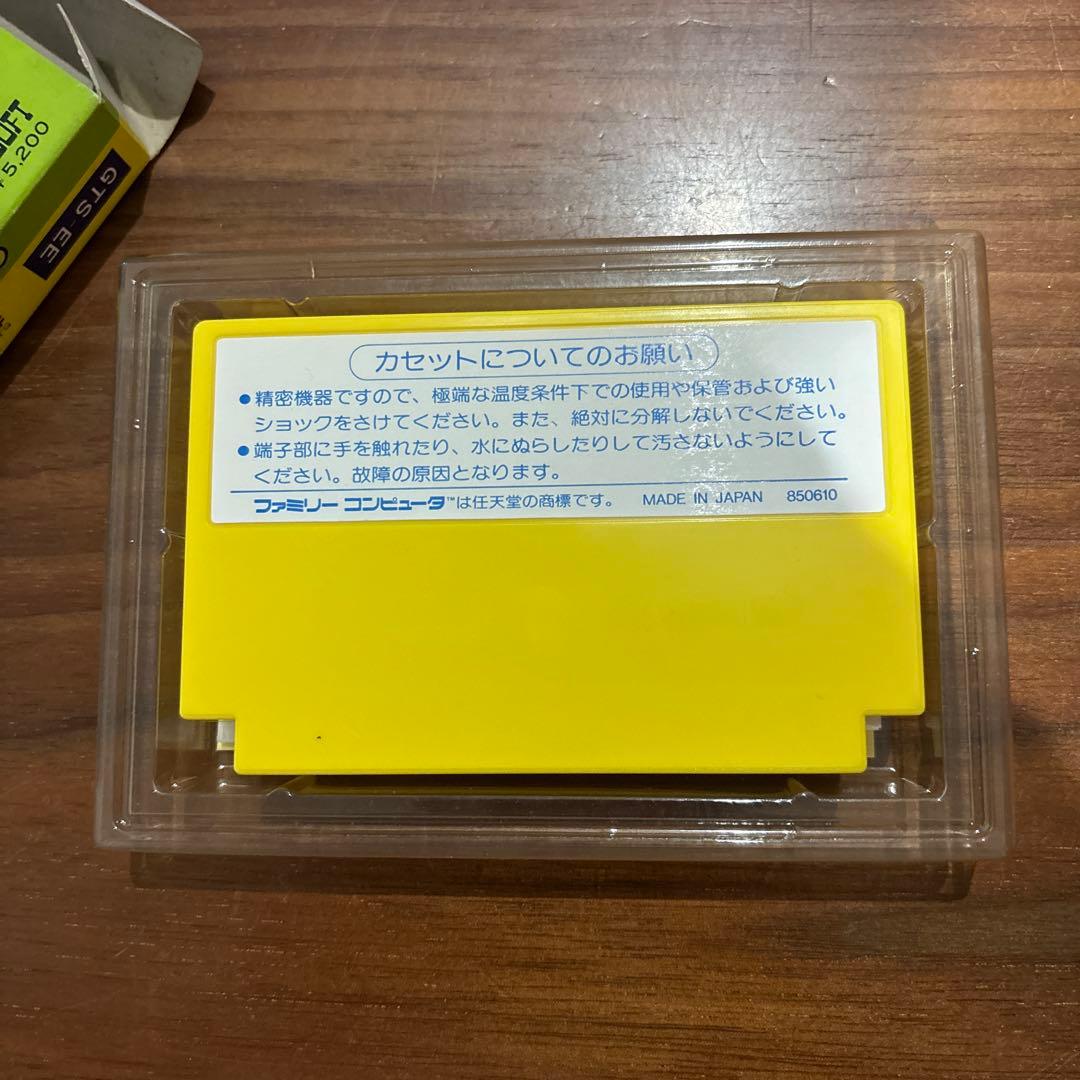 ¥5,200
GTS-EE
カセットについてのお願い
●精密機器ですので、極端な温度条件下での使用や保管および強い
ショックをさけてください。また、絶対に分解しないでください。
●端子部に手を触れたり、水にぬらしたりして汚さないようにして
ください。故障の原因となります。
ファミリーコンピュータ™は任天堂の商標です。 MADE IN JAPAN 850610